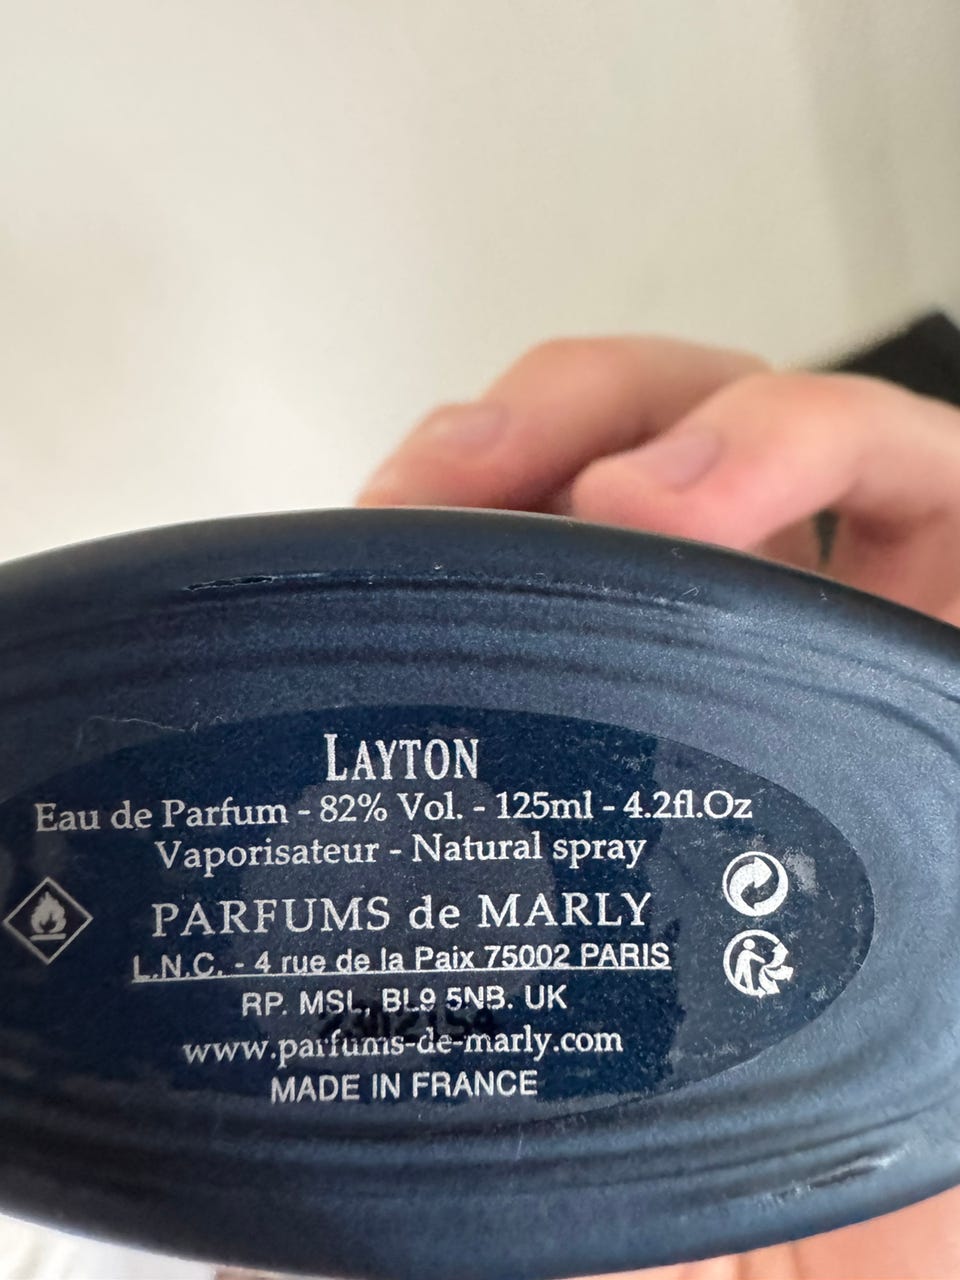 LAYTON
Eau de Parfum - 82% Vol. - 125ml - 4.2fl.Oz
Vaporisateur - Natural spray
PARFUMS de MARLY
L.N.C. - 4 rue de la Paix 75002 PARIS
RP. MSL, BL9 5NB. UK
www.parfums-de-marly.com
MADE IN FRANCE